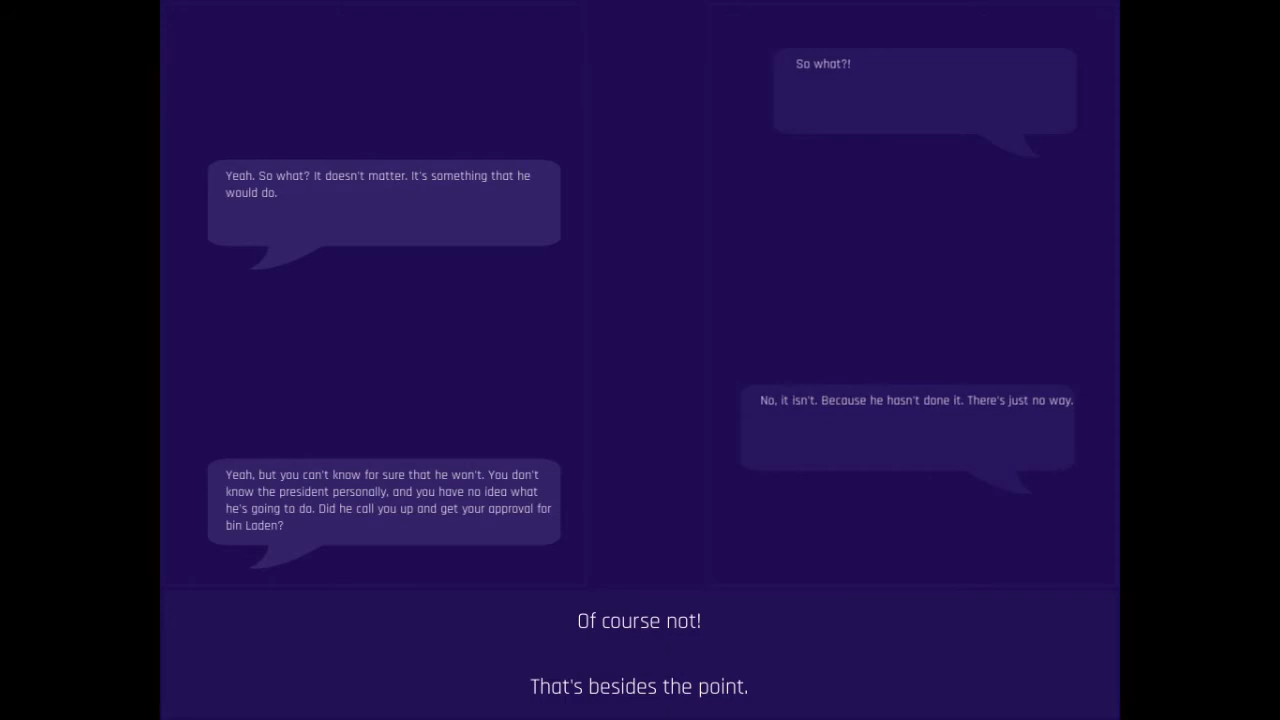 So what?!
Yeah. So what? It doesn't matter. It's something that he
would do.
No, it isn't. Because he hasn't done it. There's just no way.
Yeah, but you can't know for sure that he won't. You don't
know the president personally, and you have no idea what
he's going to do. Did he call you up and get your approval for
bin Laden?
Of course not!
That's besides the point.